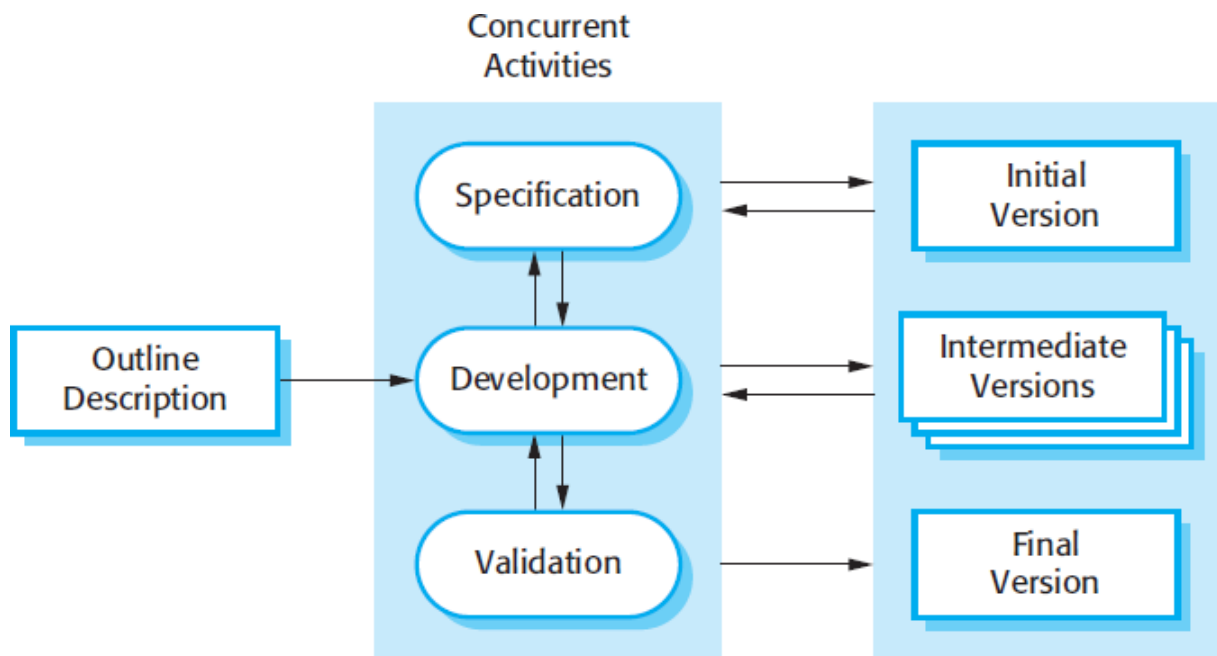 Concurrent
Activities
Specification
Initial
Version
Outline
Description
Development
Intermediate
Versions
Validation
Final
Version